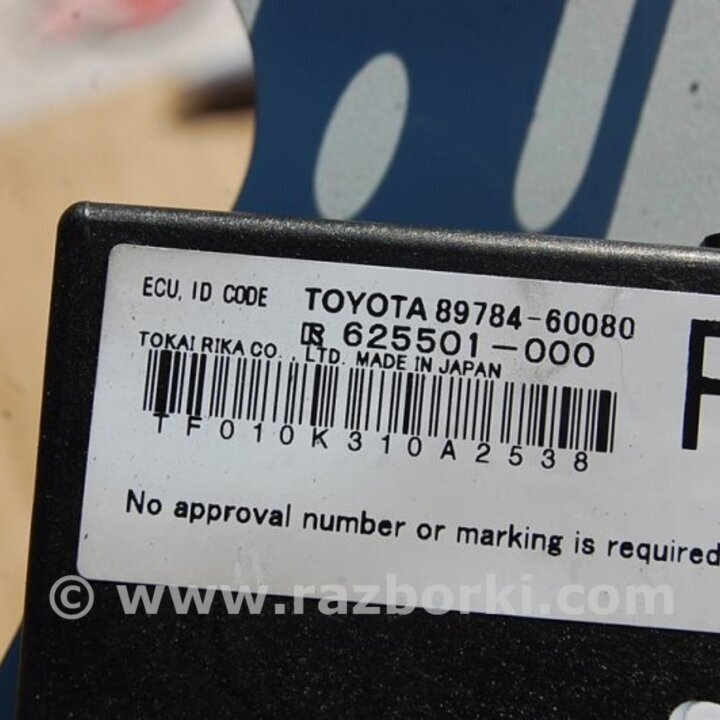 ECU, ID CODE TOYOTA 89784-60080
625501-000
TOKAI RIKA CO., LTD. MADE IN JAPAN
TF010K310A2538
No approval number or marking is required
© www.razborki.com